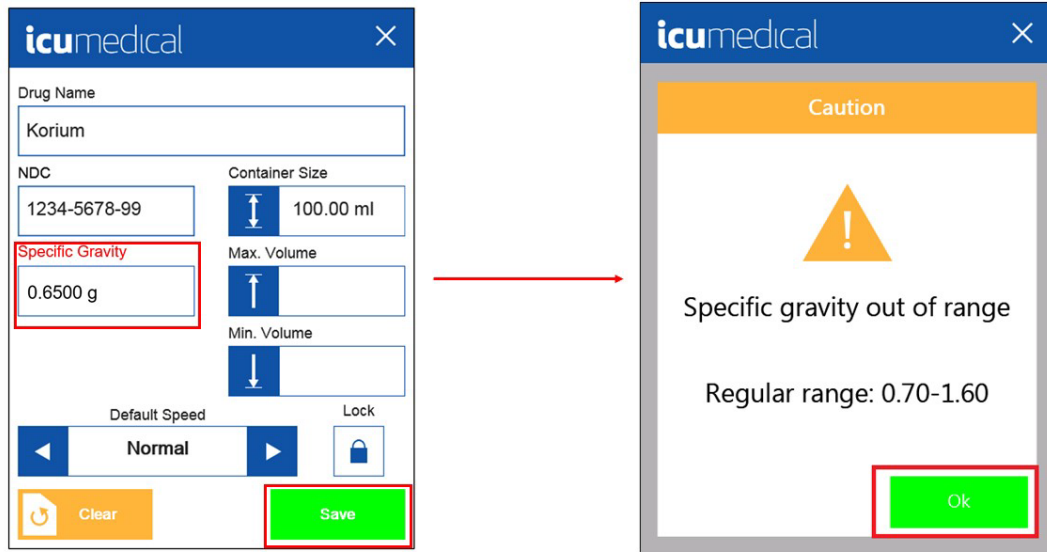 icumedical
Drug Name
Korium
NDC
Container Size
1234-5678-99
100.00 ml
Specific Gravity
Max. Volume
0.6500 g
Min. Volume
Default Speed
Lock
Normal
Clear
Save
icumedical
Caution
!
Specific gravity out of range
Regular range: 0.70-1.60
Ok